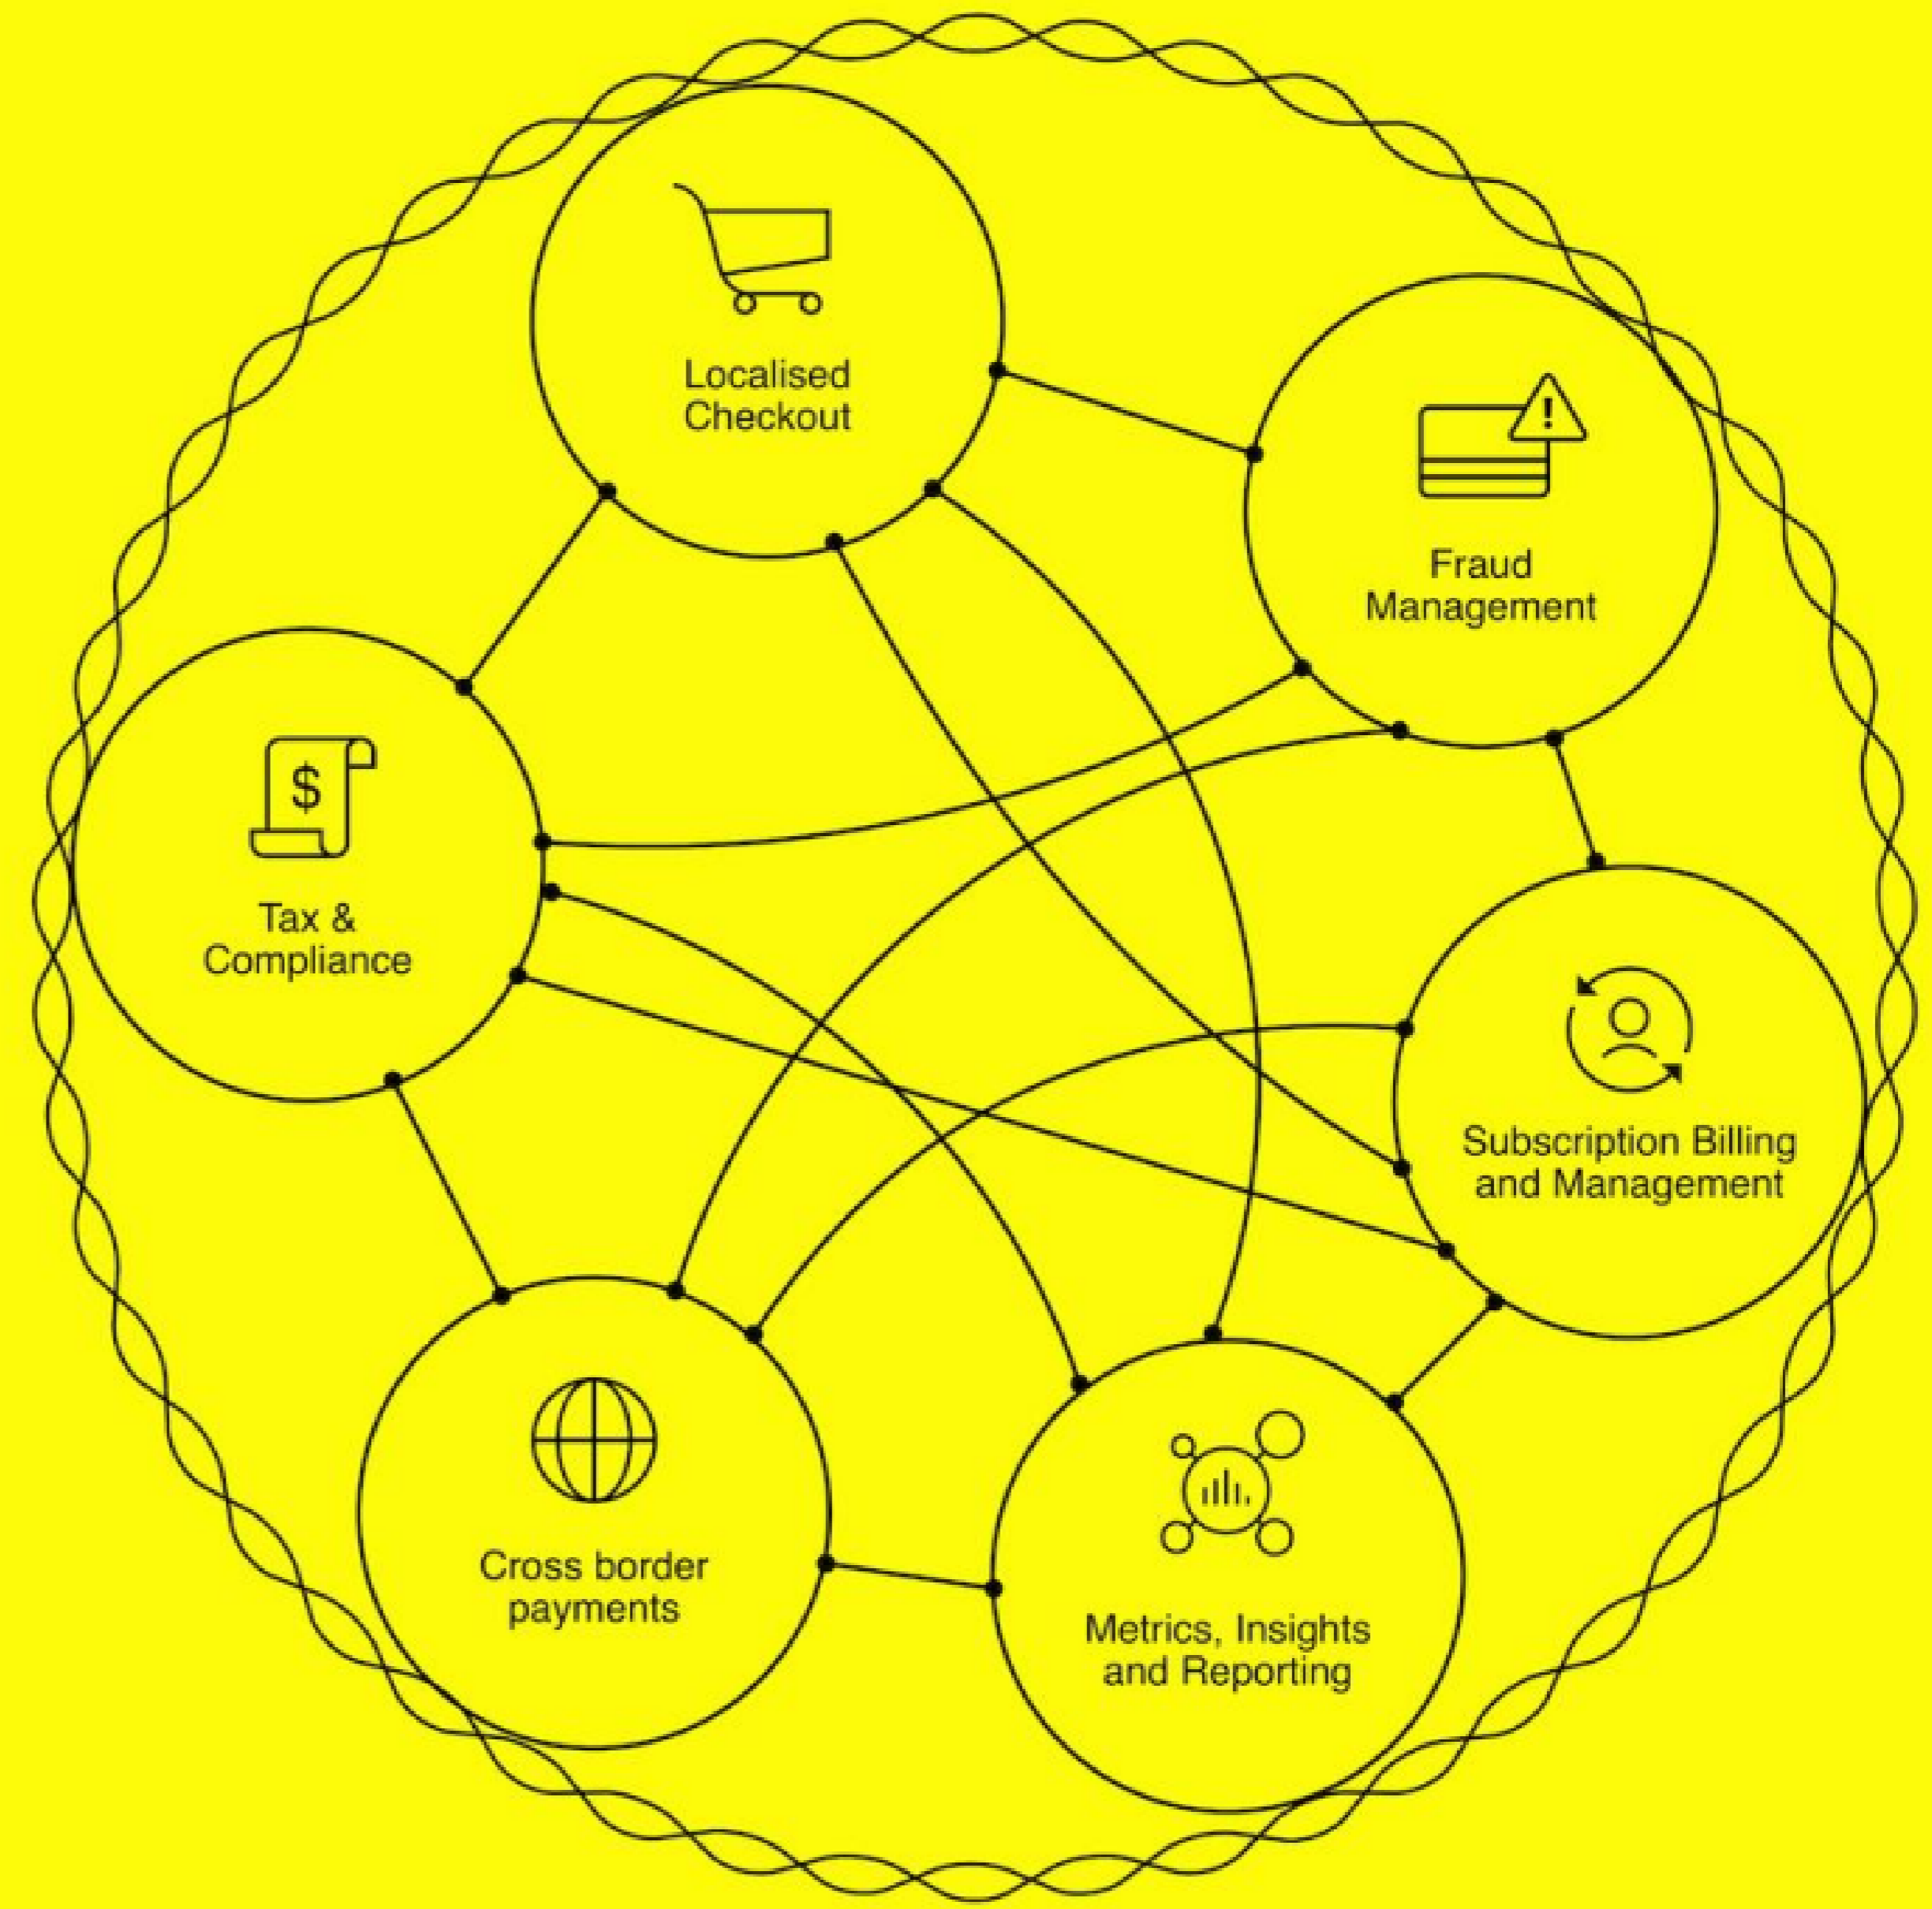 Localised
Checkout
!
Fraud
Management
$
Tax &
Compliance
Subscription Billing
and Management
Cross border
payments
Metrics, Insights
and Reporting